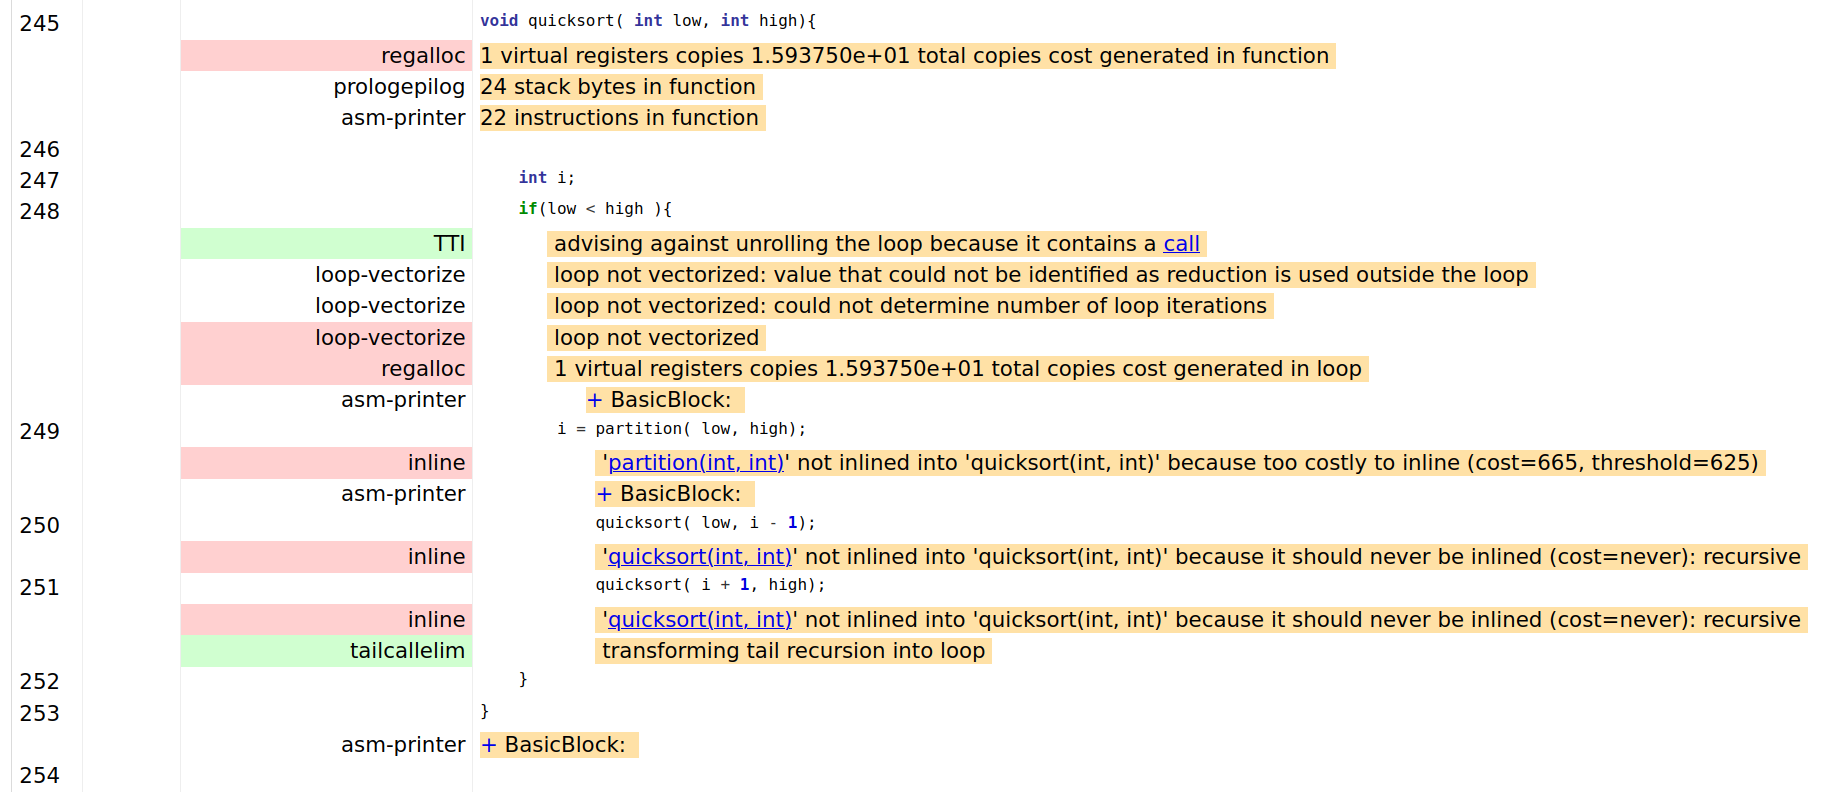 245 void quicksort( int low, int high){
regalloc 1 virtual registers copies 1.593750e+01 total copies cost generated in function
prologepilog 24 stack bytes in function
asm-printer 22 instructions in function
246
247 int i;
248 if(low < high ){
TTI advising against unrolling the loop because it contains a call
loop-vectorize loop not vectorized: value that could not be identified as reduction is used outside the loop
loop-vectorize loop not vectorized: could not determine number of loop iterations
loop-vectorize loop not vectorized
regalloc 1 virtual registers copies 1.593750e+01 total copies cost generated in loop
asm-printer + BasicBlock:
249 i = partition( low, high);
inline 'partition(int, int)' not inlined into 'quicksort(int, int)' because too costly to inline (cost=665, threshold=625)
asm-printer + BasicBlock:
250 quicksort( low, i - 1);
inline 'quicksort(int, int)' not inlined into 'quicksort(int, int)' because it should never be inlined (cost=never): recursive
251 quicksort( i + 1, high);
inline 'quicksort(int, int)' not inlined into 'quicksort(int, int)' because it should never be inlined (cost=never): recursive
tailcallelim transforming tail recursion into loop
252 }
253 }
asm-printer + BasicBlock:
254